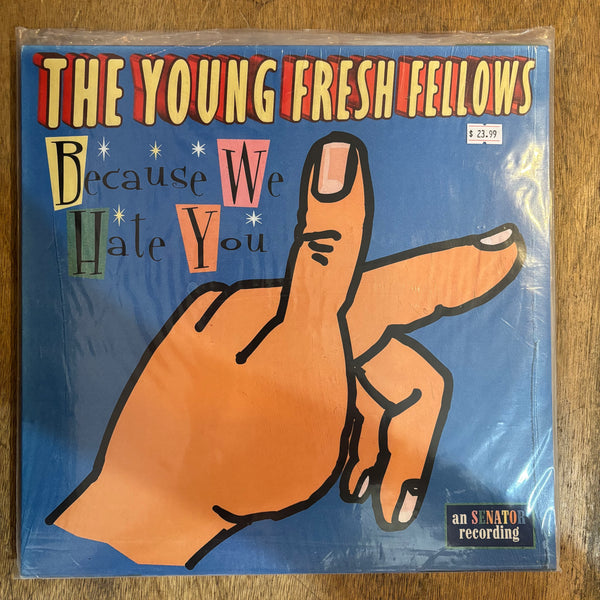 THE YOUNG FRESH FELLOWS
$ 23.99
Because We
Hate You
an SENATOR
recording